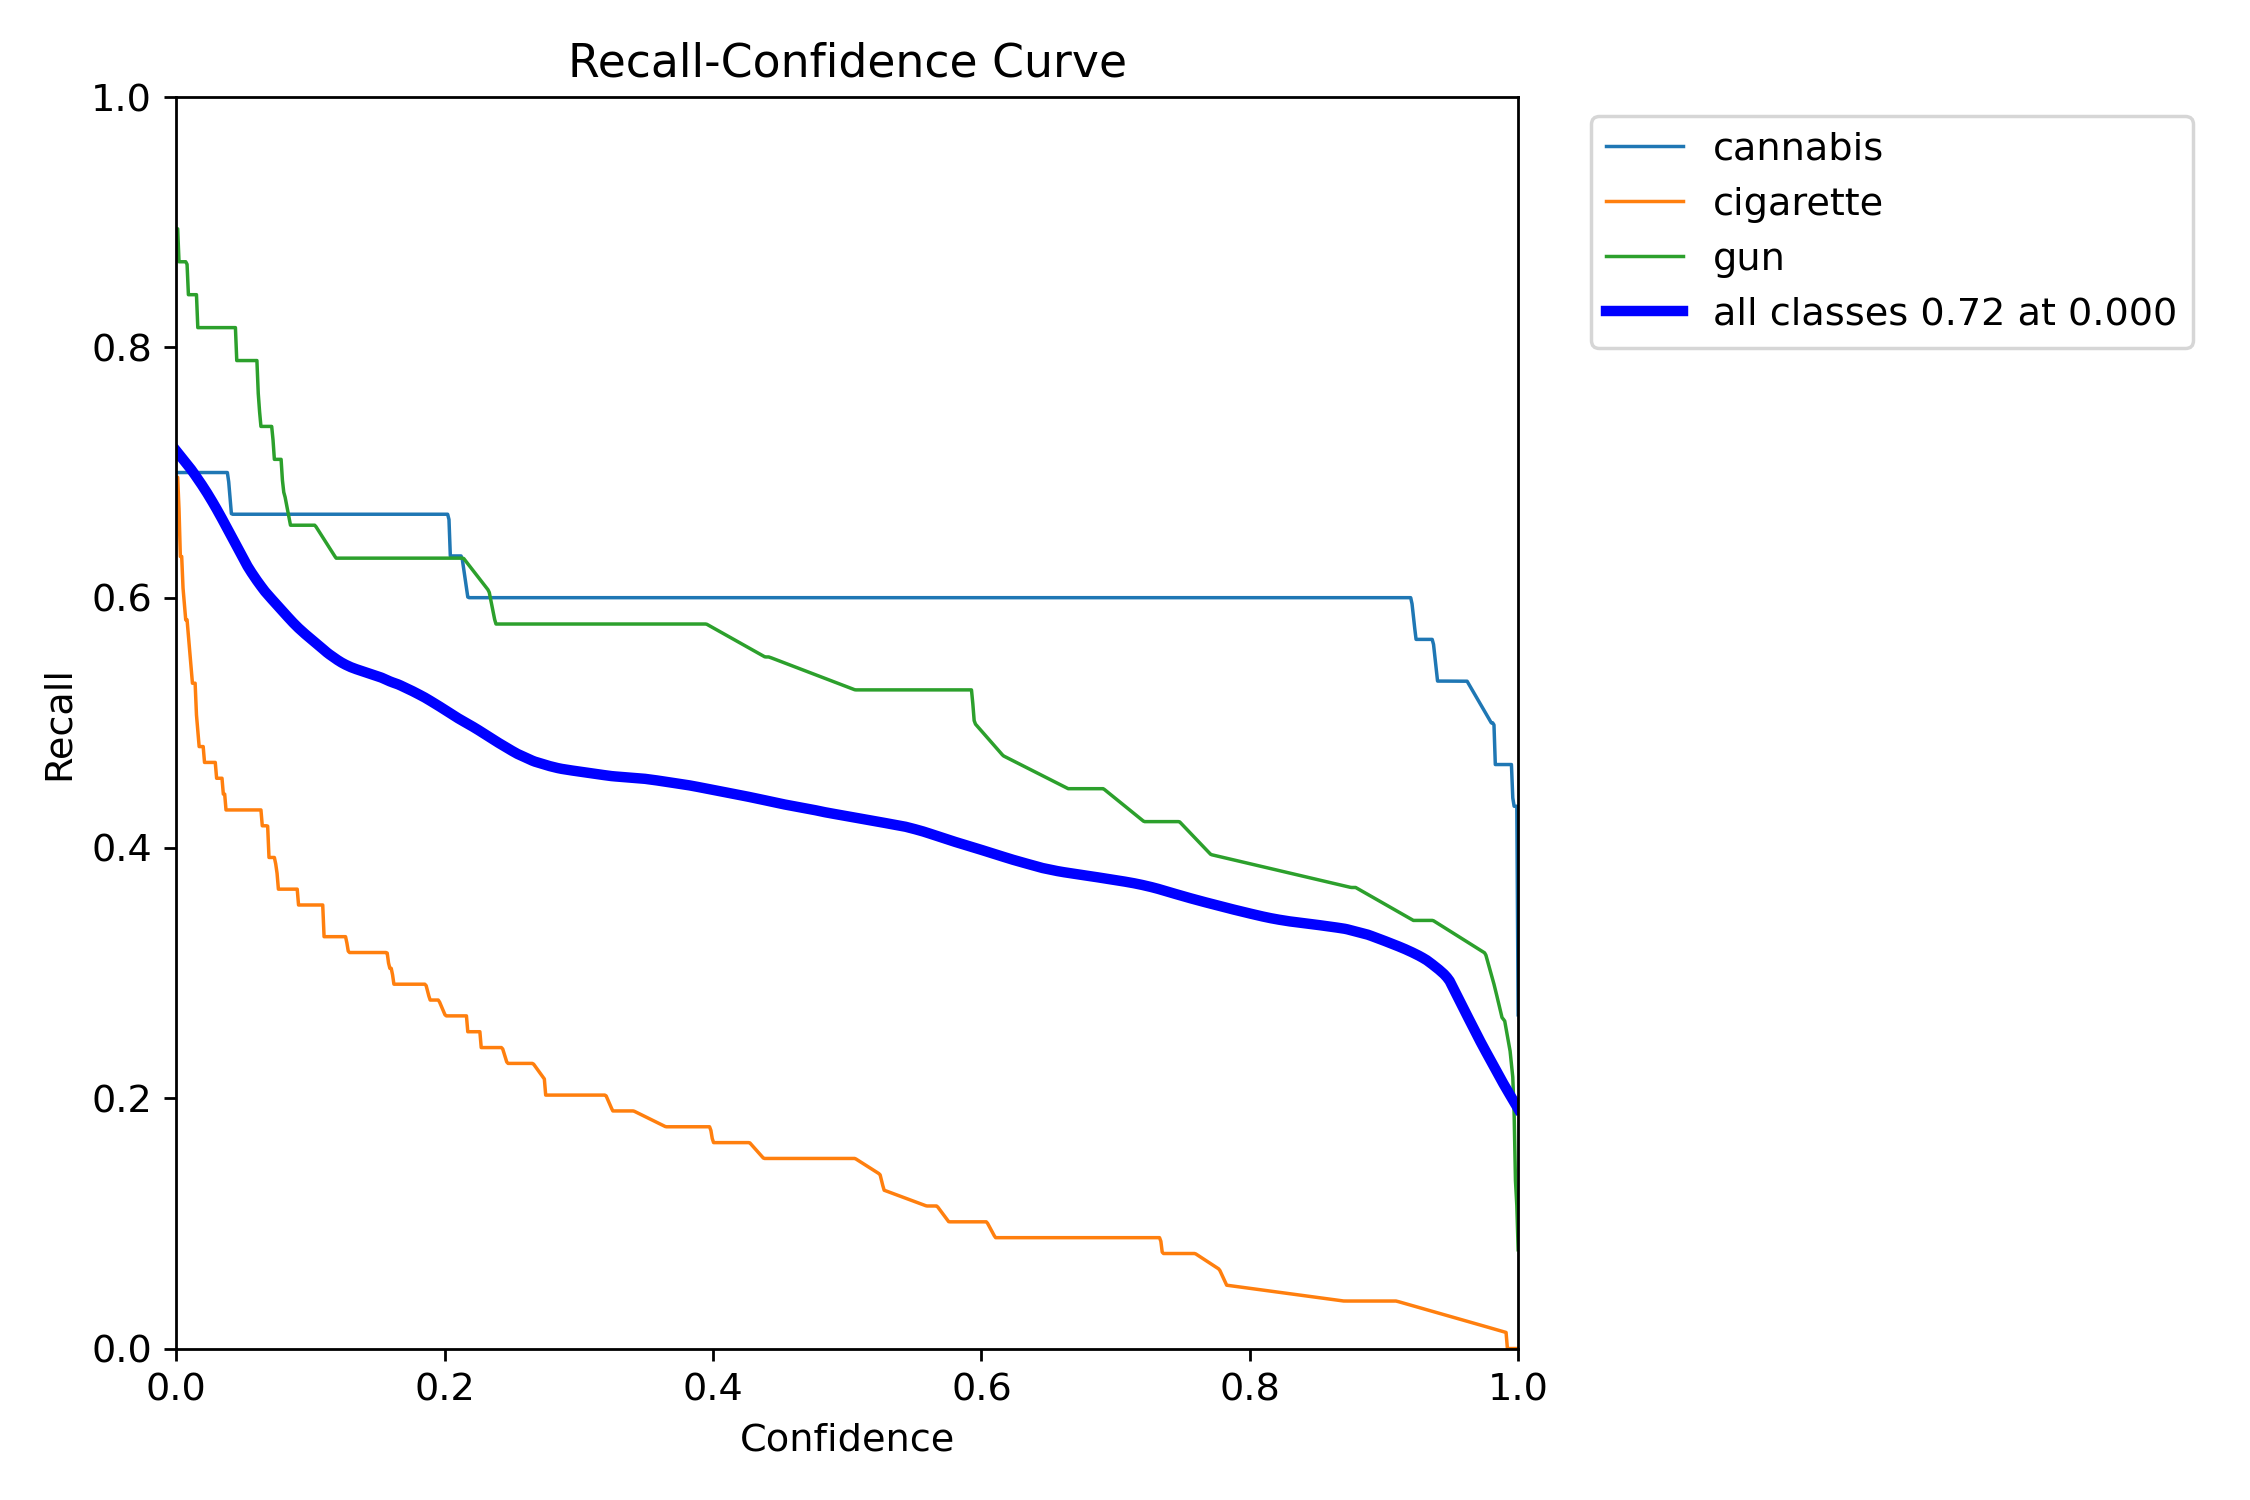 Recall-Confidence Curve
1.0
0.8
0.6
0.4
0.2
0.0
Recall
0.0 0.2 0.4 0.6 0.8 1.0
Confidence
cannabis
cigarette
gun
all classes 0.72 at 0.000